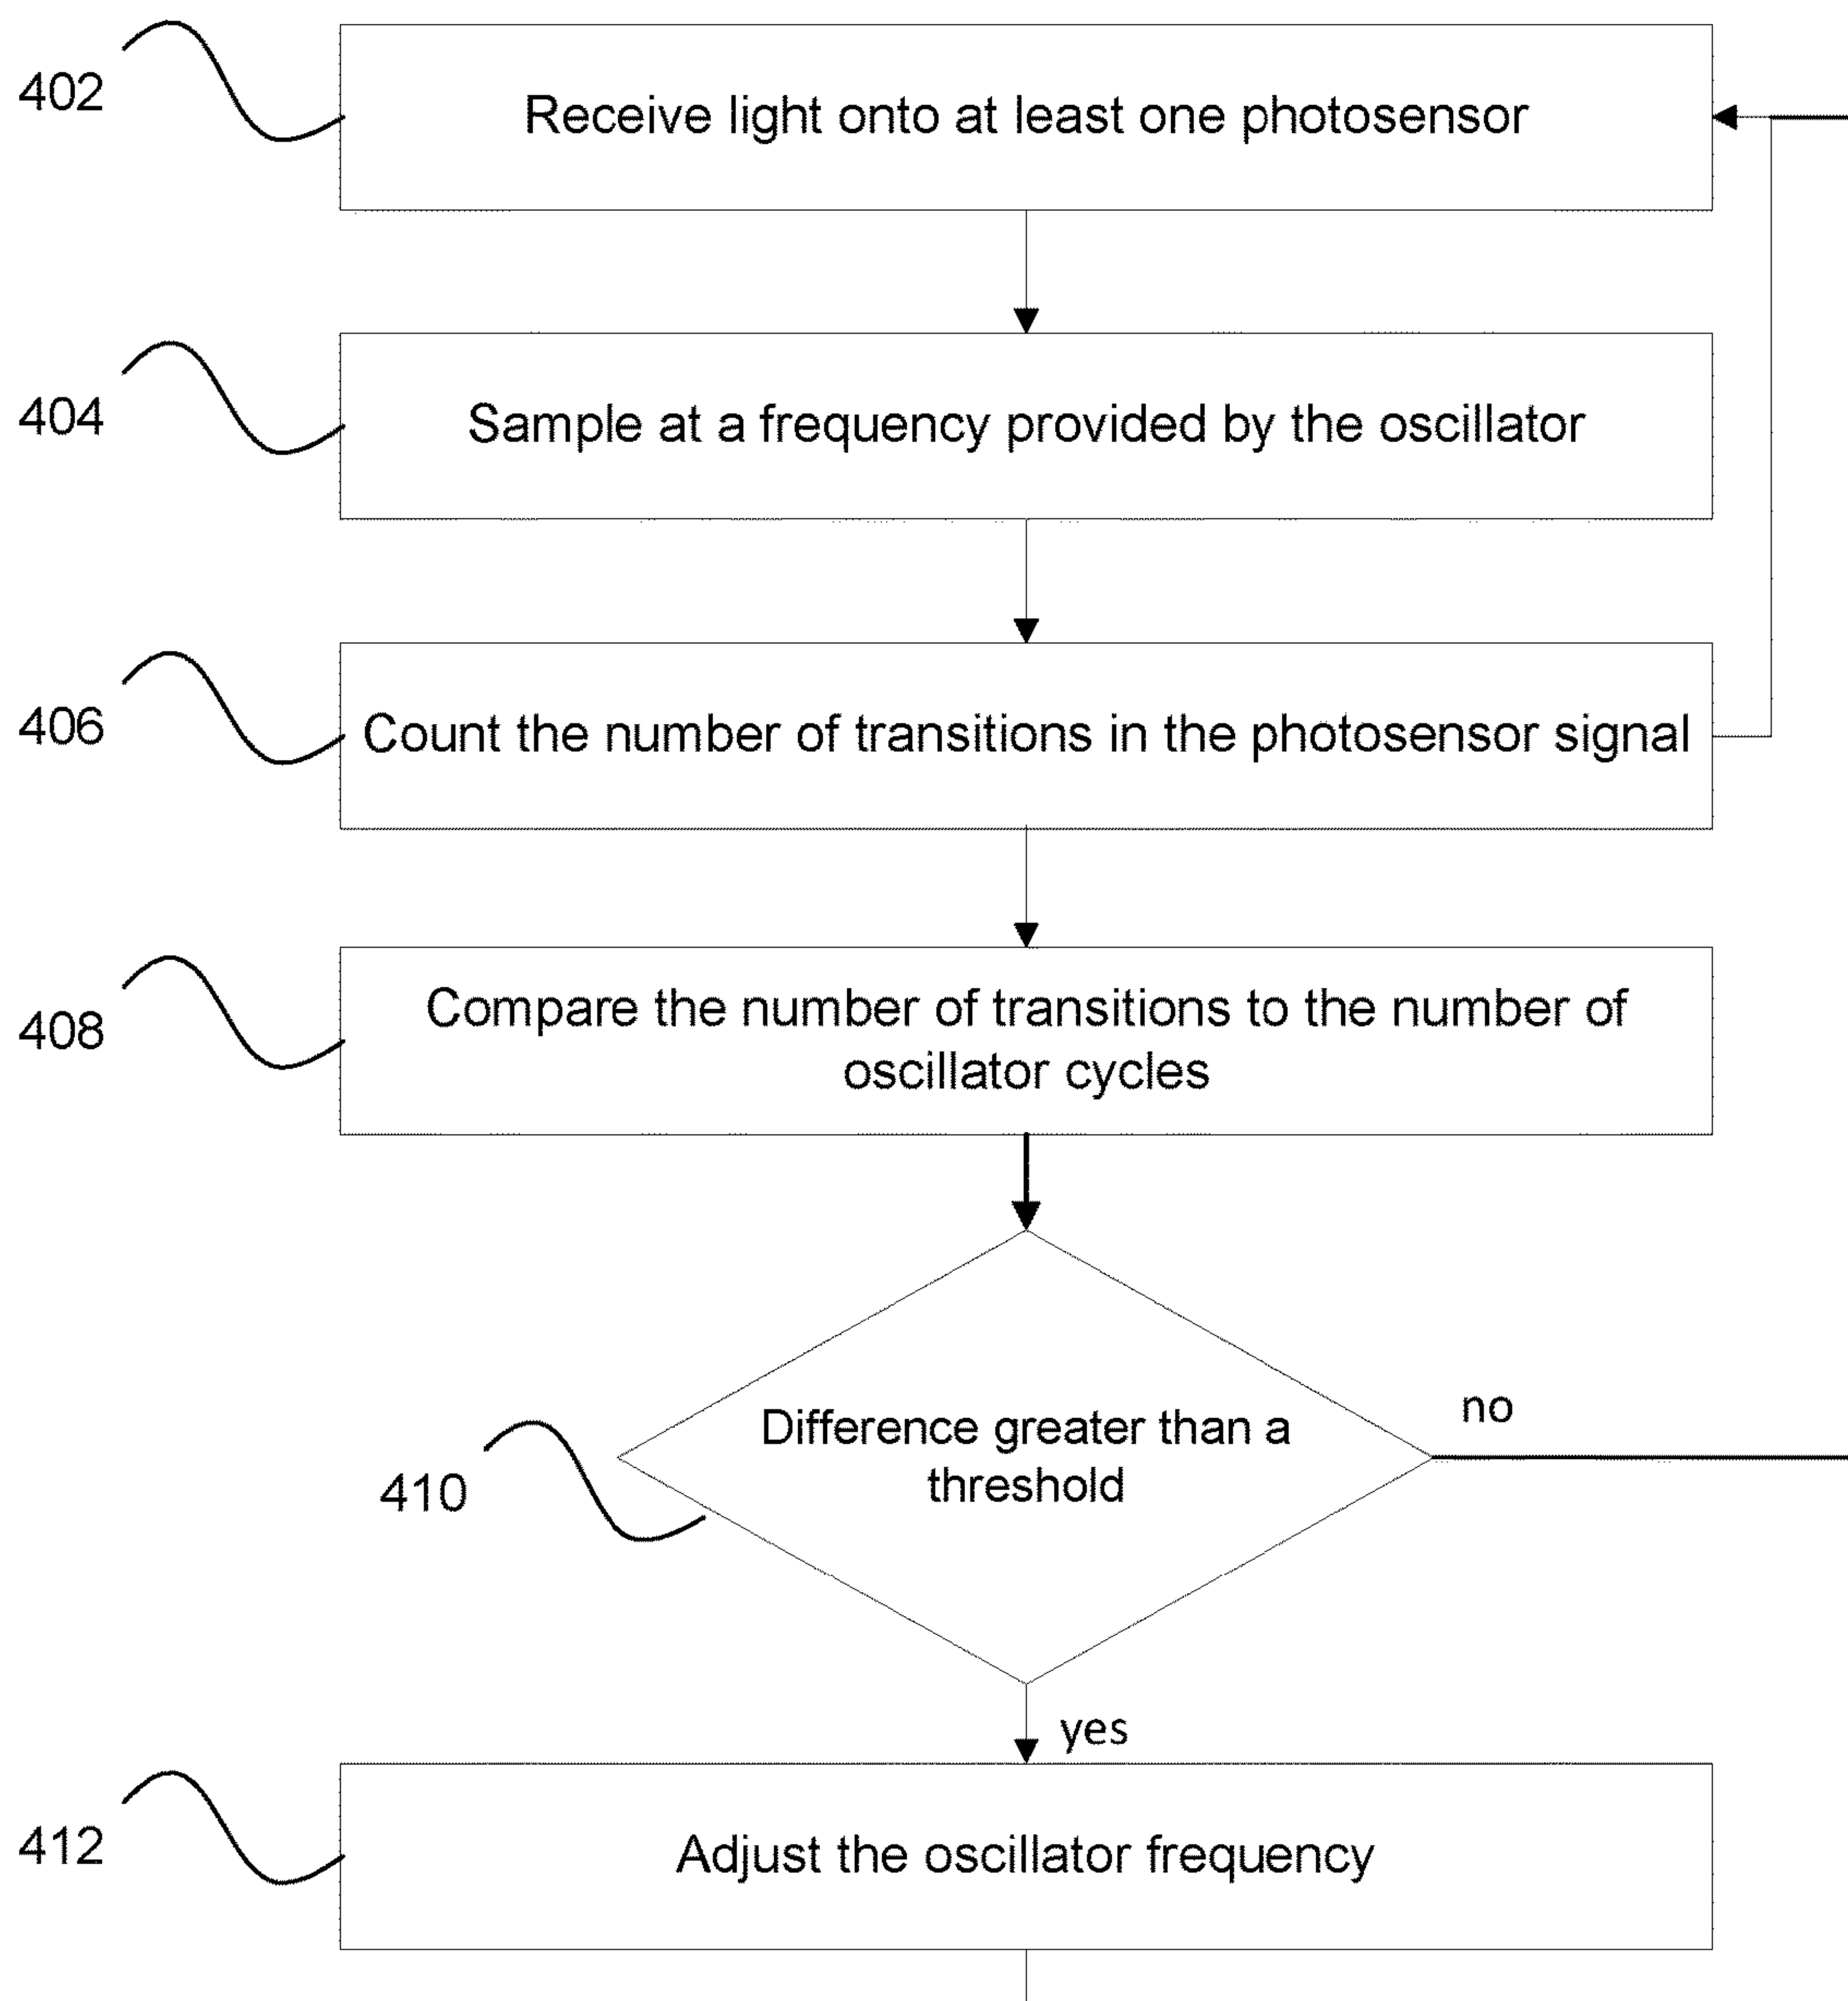 402
Receive light onto at least one photosensor
404
Sample at a frequency provided by the oscillator
406
Count the number of transitions in the photosensor signal
408
Compare the number of transitions to the number of
oscillator cycles
410
Difference greater than a
threshold
no
yes
412
Adjust the oscillator frequency